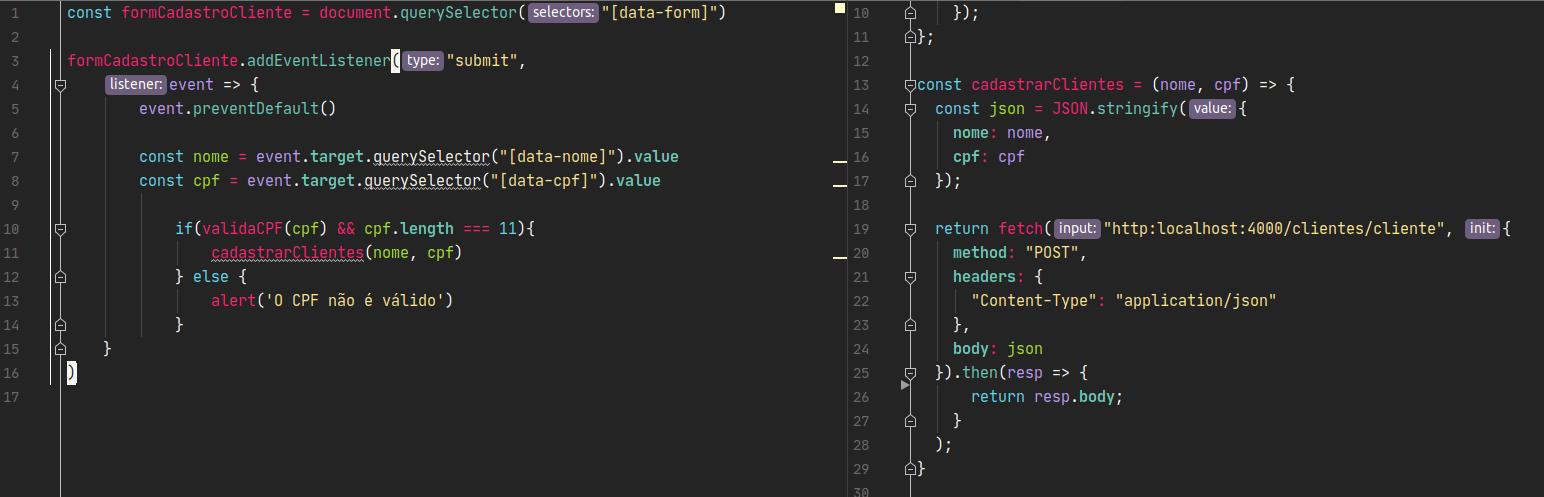 1 const formCadastroCliente = document.querySelector( selectors: "[data-form]")
2
3 formCadastroCliente.addEventListener( type: "submit",
4 listener: event => {
5 event.preventDefault()
6
7 const nome = event.target.querySelector("[data-nome]").value
8 const cpf = event.target.querySelector("[data-cpf]").value
9
10 if(validaCPF(cpf) && cpf.length === 11){
11 cadastrarClientes(nome, cpf)
12 } else {
13 alert('O CPF não é válido')
14 }
15 }
16 )
17
10 });
11 };
12
13 const cadastrarClientes = (nome, cpf) => {
14 const json = JSON.stringify( value: {
15 nome: nome,
16 cpf: cpf
17 });
18
19 return fetch( input: "http:localhost:4000/clientes/cliente", init: {
20 method: "POST",
21 headers: {
22 "Content-Type": "application/json"
23 },
24 body: json
25 }).then(resp => {
26 return resp.body;
27 }
28 );
29 }
30